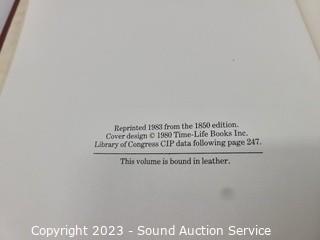 Reprinted 1983 from the 1850 edition.
Cover design © 1980 Time-Life Books Inc.
Library of Congress CIP data following page 247.
This volume is bound in leather.
Copyright 2023 - Sound Auction Service